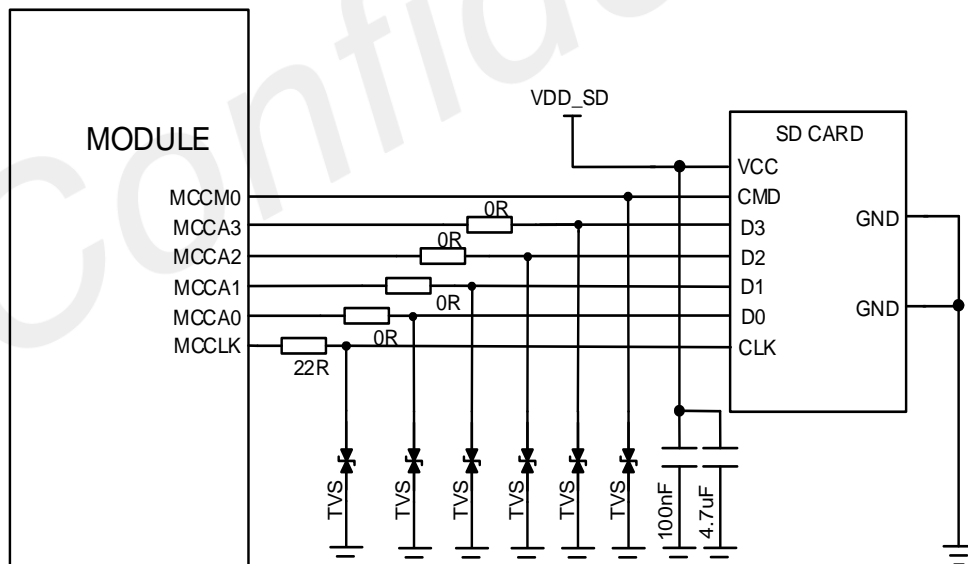 Confide
VDD_SD
MODULE
SD CARD
VCC
MCCM0
CMD
0R
MCCA3
D3
GND
0R
MCCA2
D2
MCCA1
D1
0R
MCCA0
D0
GND
0R
MCCLK
CLK
22R
TVS
TVS
TVS
TVS
TVS
TVS
100nF
4.7uF